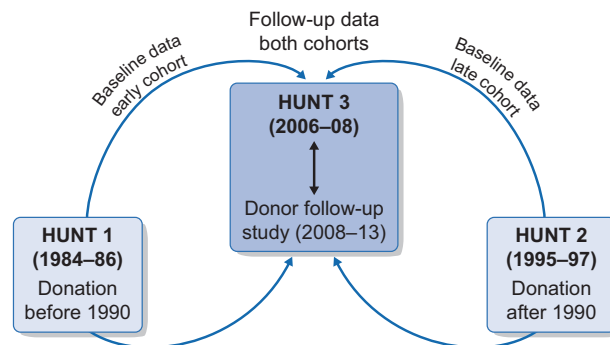 Follow-up data
both cohorts
Baseline data
early cohort
Baseline data
late cohort
HUNT 3
(2006–08)
Donor follow-up
study (2008–13)
HUNT 1
(1984–86)
Donation
before 1990
HUNT 2
(1995–97)
Donation
after 1990